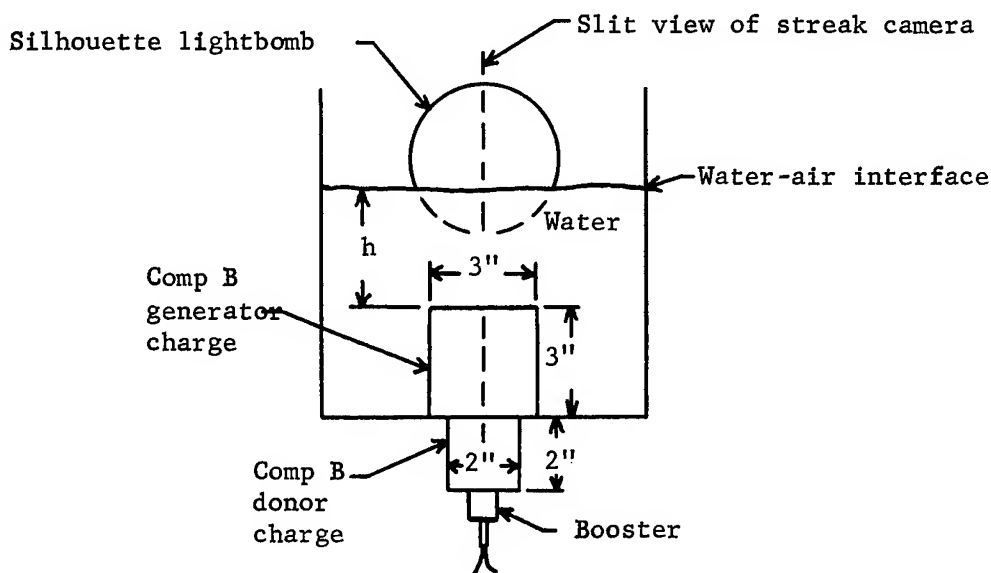 Slit view of streak camera
Silhouette lightbomb
Water-air interface
Water
h
3"
Comp B
generator
charge
3"
2"
2"
Comp B
donor
charge
Booster